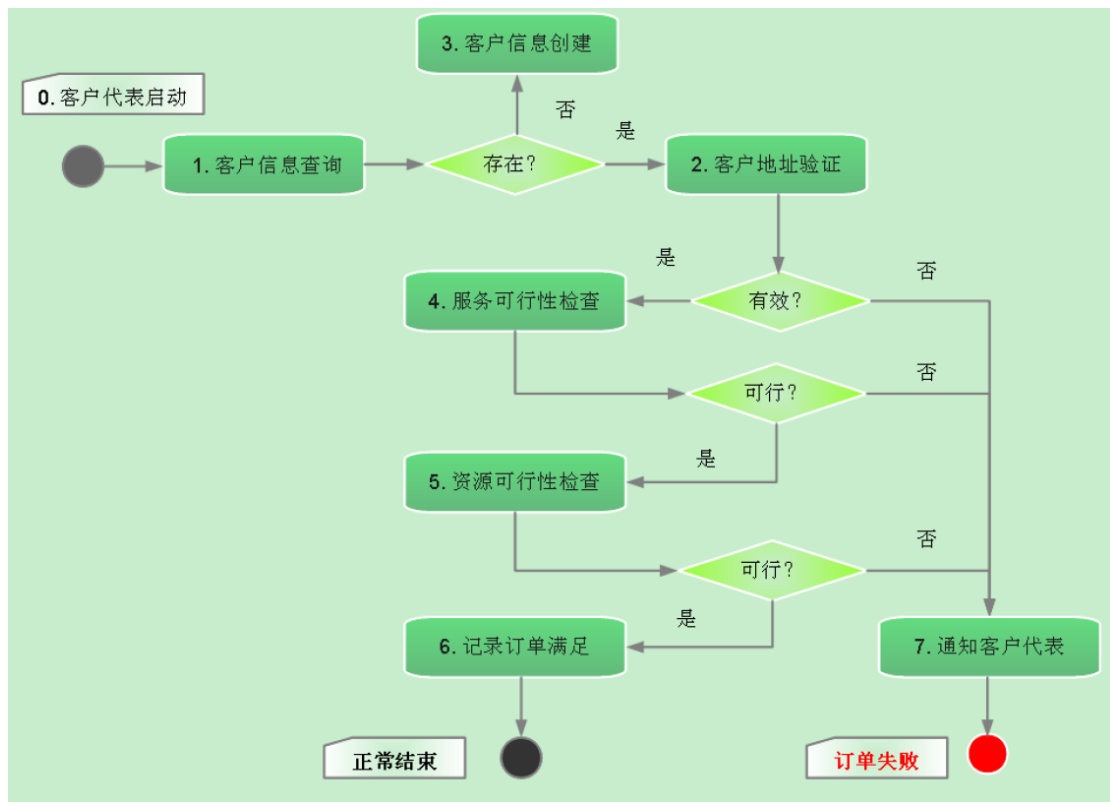 3. 客户信息创建
0. 客户代表启动
否
是
1. 客户信息查询
存在?
2. 客户地址验证
是
否
4. 服务可行性检查
有效?
否
可行?
是
5. 资源可行性检查
否
可行?
是
6. 记录订单满足
7. 通知客户代表
正常结束
订单失败